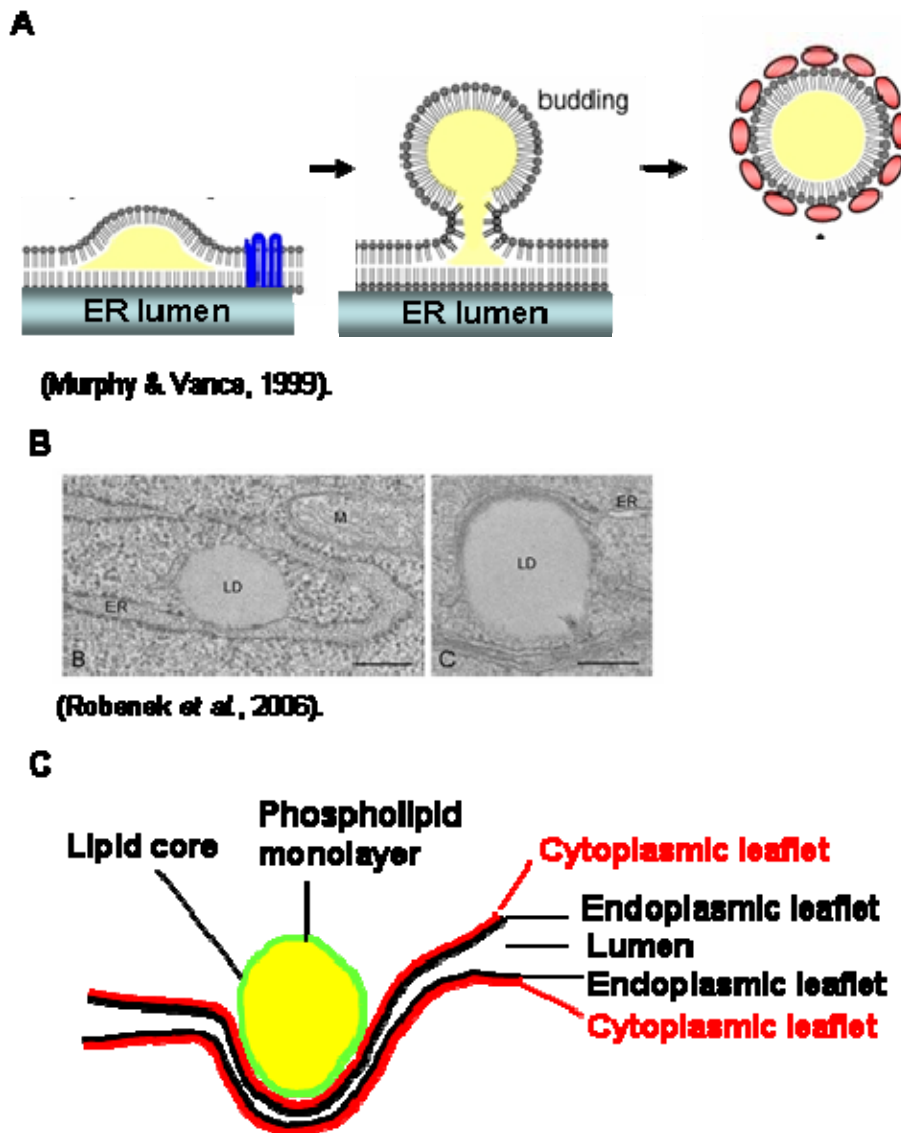 A
budding
ER lumen
ER lumen
(Murphy & Vance, 1999).
B
M
LD
ER
B
ER
LD
C
(Robenek et al., 2006).
C
Lipid core
Phospholipid
monolayer
Cytoplasmic leaflet
Endoplasmic leaflet
Lumen
Endoplasmic leaflet
Cytoplasmic leaflet